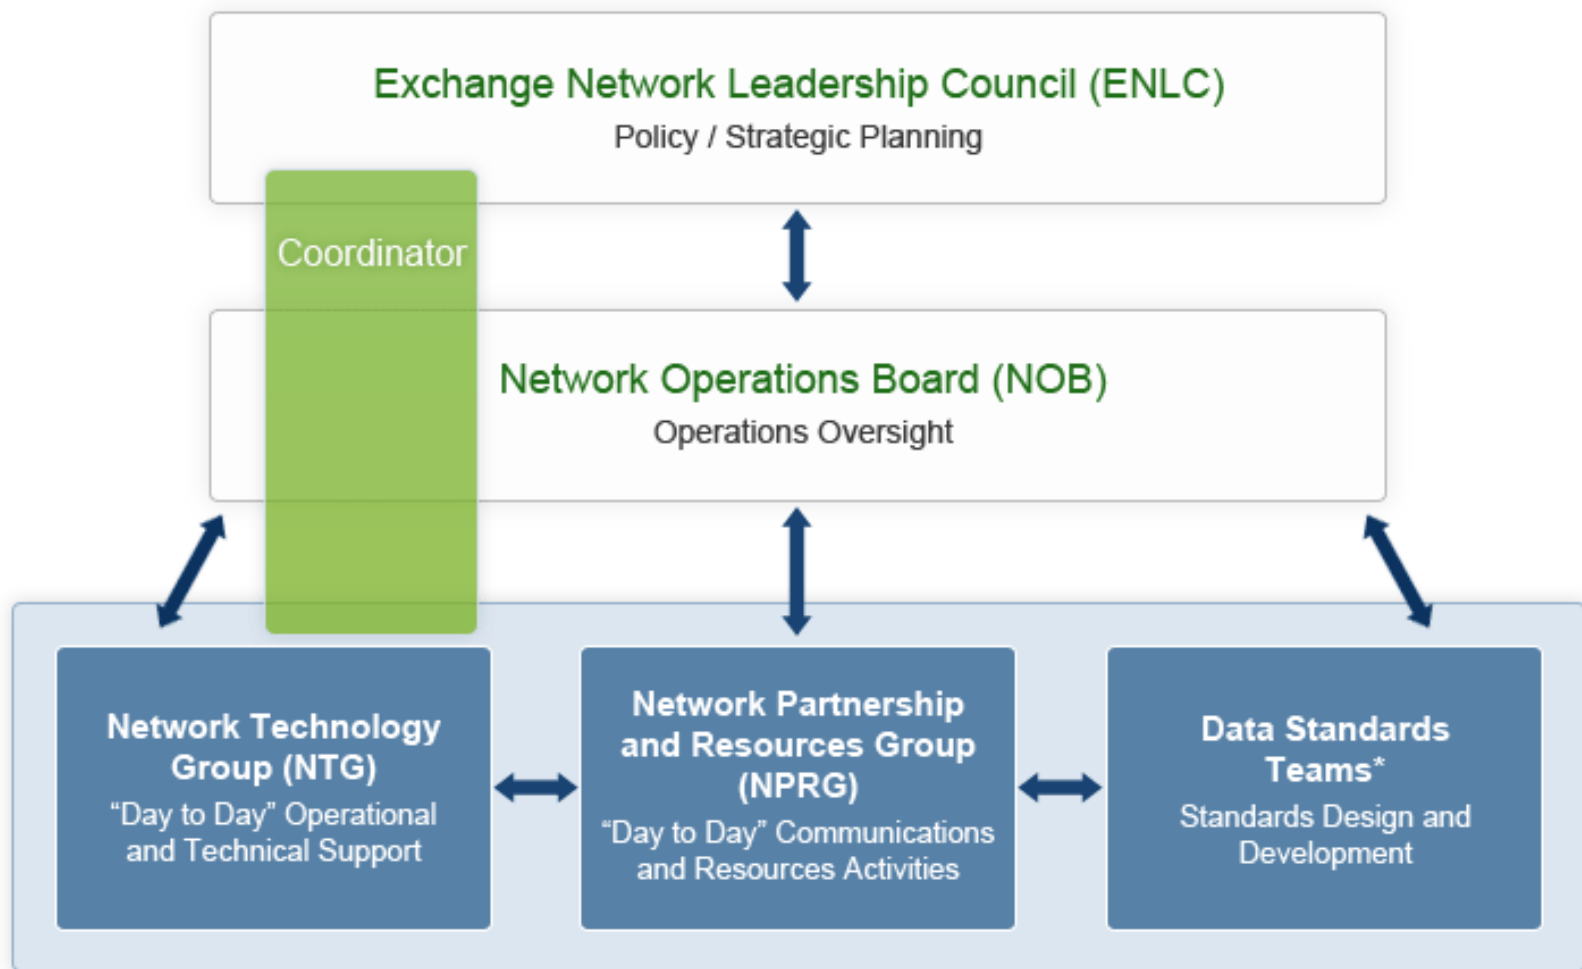 Exchange Network Leadership Council (ENLC)
Policy / Strategic Planning
Coordinator
Network Operations Board (NOB)
Operations Oversight
Network Technology
Group (NTG)
“Day to Day” Operational
and Technical Support
Network Partnership
and Resources Group
(NPRG)
“Day to Day” Communications
and Resources Activities
Data Standards
Teams*
Standards Design and
Development